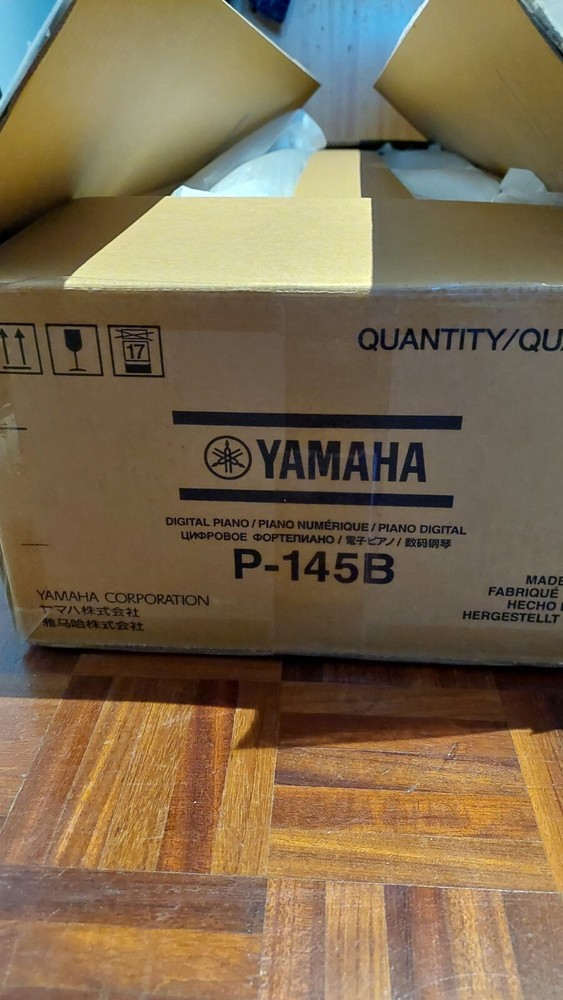 17
QUANTITY/QU
YAMAHA
DIGITAL PIANO / PIANO NUMÉRIQUE / PIANO DIGITAL
ЦИФРОВОЕ ФОРТЕПИАНО / 電子ピアノ / 数码钢琴
P-145B
YAMAHA CORPORATION
ヤマハ株式会社
雅马哈株式会社
MADE
FABRIQUÉ
HECHO
HERGESTELLT